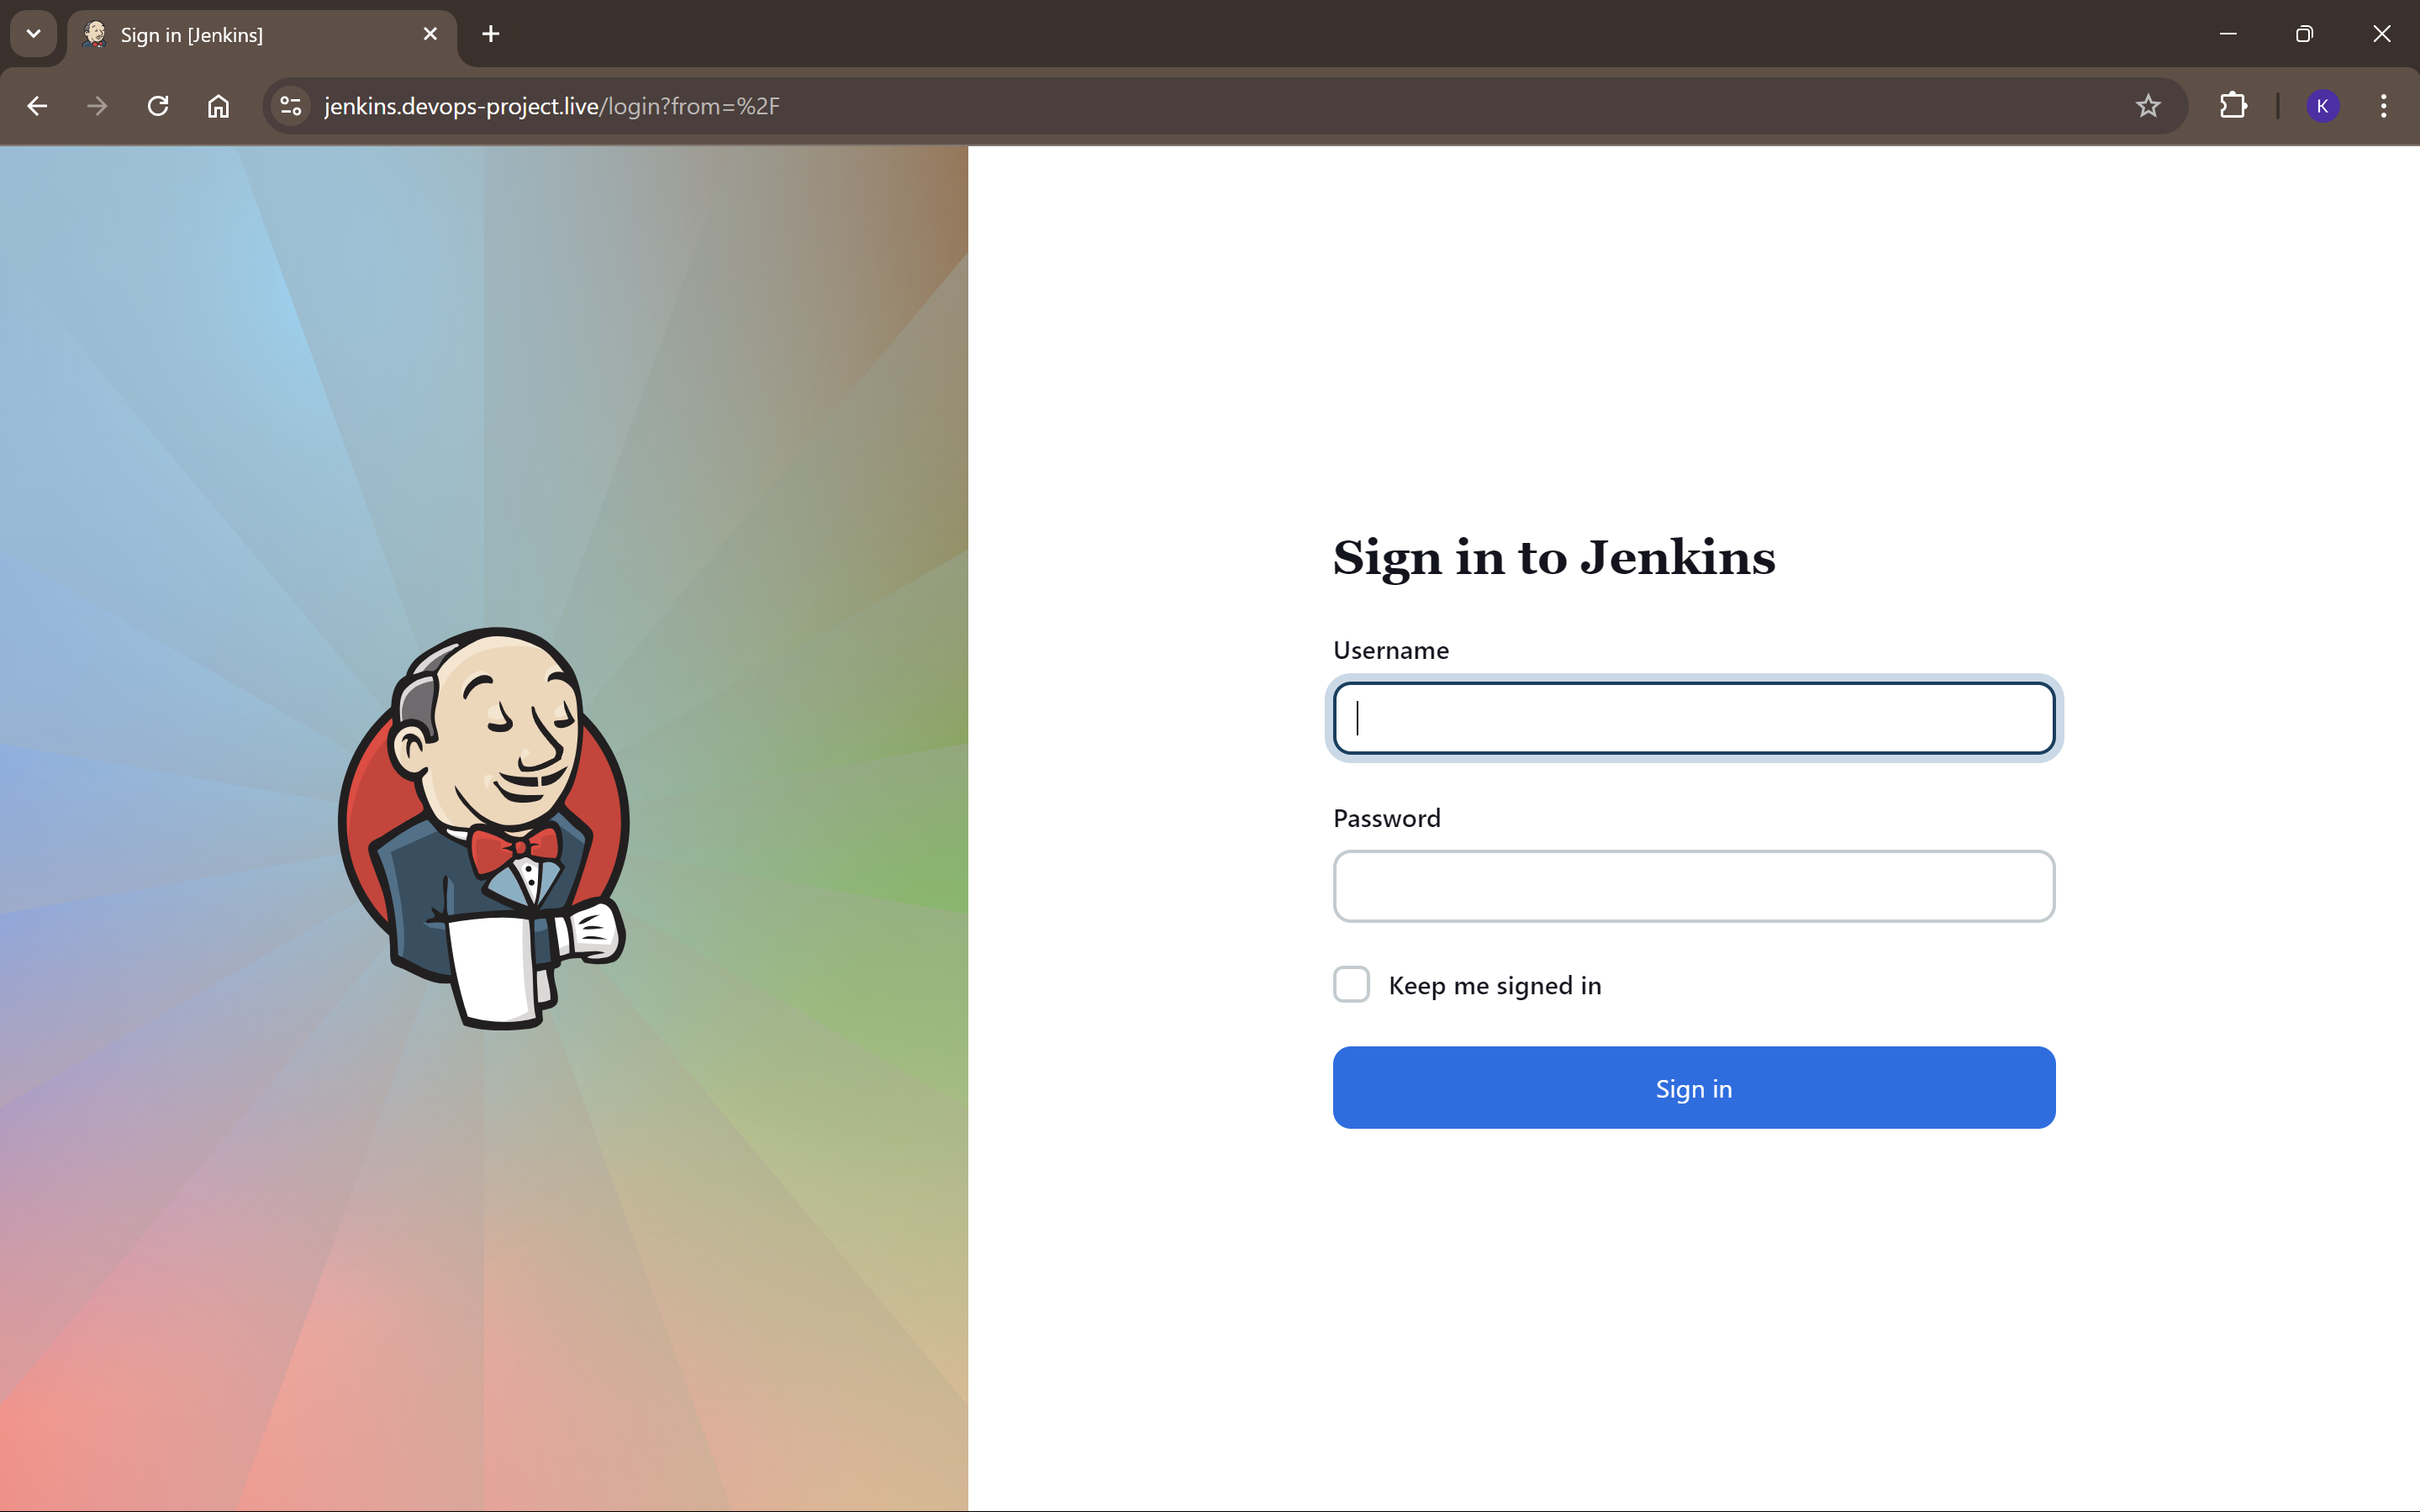 Sign in [Jenkins]
jenkins.devops-project.live/login?from=%2F
K
Sign in to Jenkins
Username
Password
Keep me signed in
Sign in